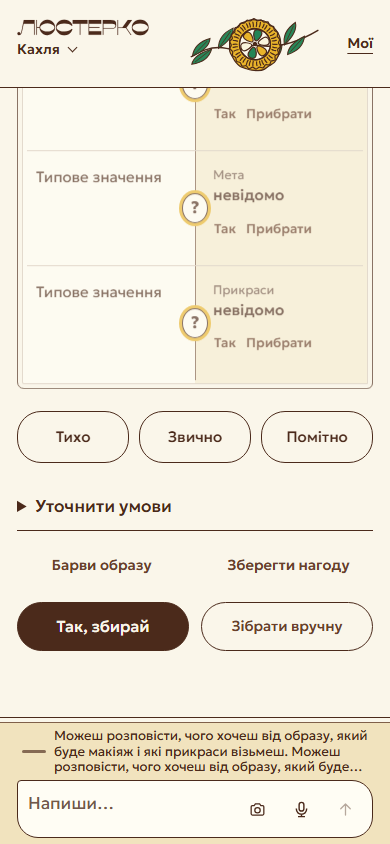 ЛЮСТЕРКО
Кахля
Мої
Так Прибрати
Типове значення
Мета
?
невідомо
Так Прибрати
Типове значення
Прикраси
?
невідомо
Так Прибрати
Тихо Звично Помітно
Уточнити умови
Барви образу Зберегти нагоду
Так, збирай Зібрати вручну
Можеш розповісти, чого хочеш від образу, який
буде макіяж і які прикраси візьмеш. Можеш
розповісти, чого хочеш від образу, який буде…
Напиши…